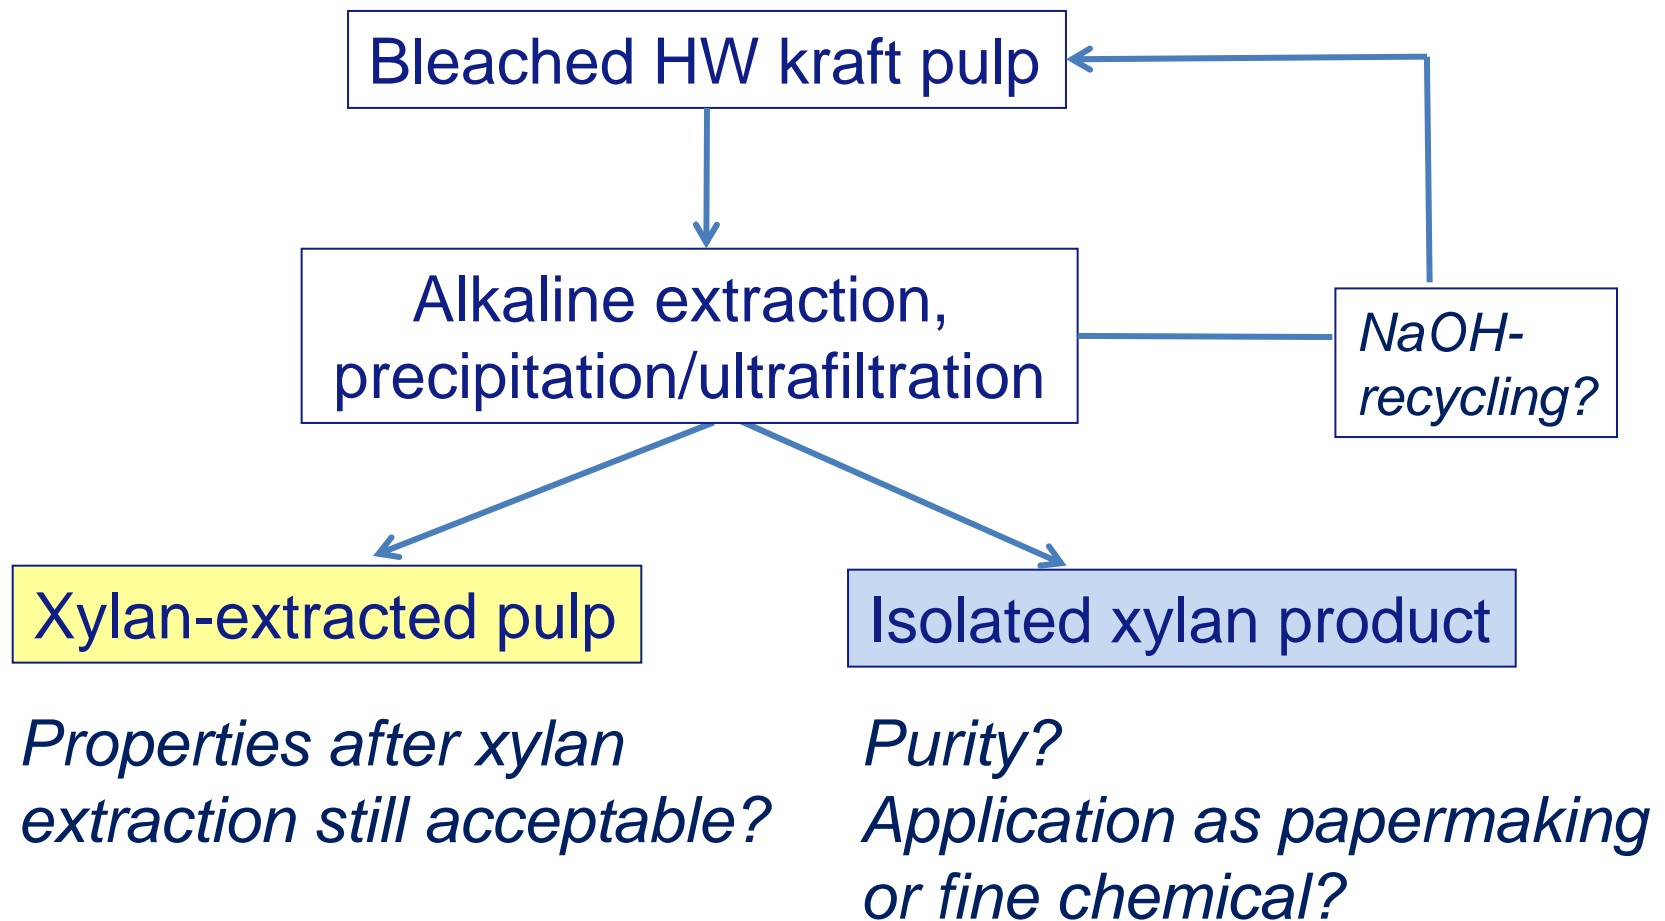 Bleached HW kraft pulp
Alkaline extraction,
precipitation/ultrafiltration
NaOH-
recycling?
Xylan-extracted pulp
Isolated xylan product
Properties after xylan
extraction still acceptable?
Purity?
Application as papermaking
or fine chemical?